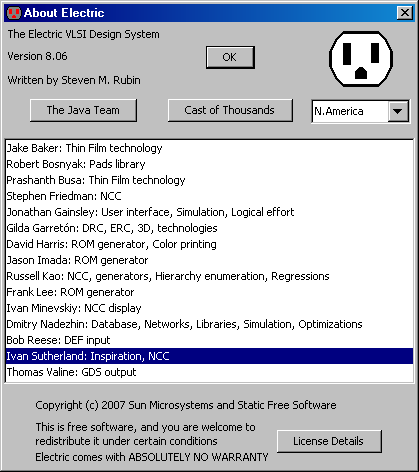 About Electric
The Electric VLSI Design System
Version 8.06
OK
Written by Steven M. Rubin
The Java Team
Cast of Thousands
N.America
Jake Baker: Thin Film technology
Robert Bosnyak: Pads library
Prashanth Busa: Thin Film technology
Stephen Friedman: NCC
Jonathan Gainsley: User interface, Simulation, Logical effort
Gilda Garretón: DRC, ERC, 3D, technologies
David Harris: ROM generator, Color printing
Jason Imada: ROM generator
Russell Kao: NCC, generators, Hierarchy enumeration, Regressions
Frank Lee: ROM generator
Ivan Minevskiy: NCC display
Dmitry Nadezhin: Database, Networks, Libraries, Simulation, Optimizations
Bob Reese: DEF input
Ivan Sutherland: Inspiration, NCC
Thomas Valine: GDS output
Copyright (c) 2007 Sun Microsystems and Static Free Software
This is free software, and you are welcome to
redistribute it under certain conditions
Electric comes with ABSOLUTELY NO WARRANTY
License Details